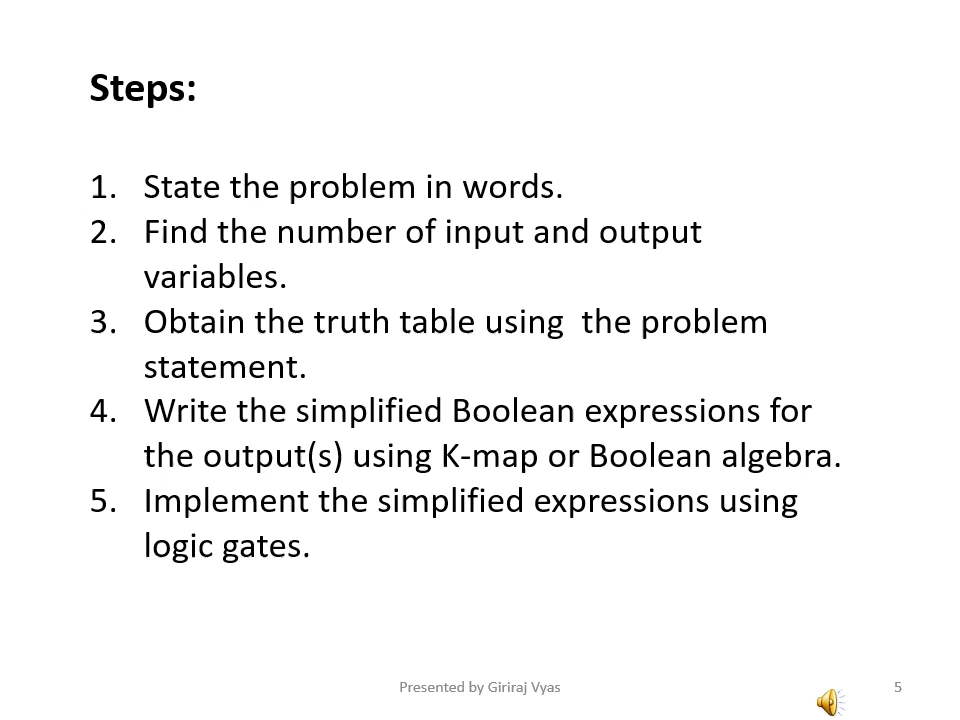 Steps:
1. State the problem in words.
2. Find the number of input and output
variables.
3. Obtain the truth table using  the problem
statement.
4. Write the simplified Boolean expressions for
the output(s) using K-map or Boolean algebra.
5. Implement the simplified expressions using
logic gates.
Presented by Giriraj Vyas
5